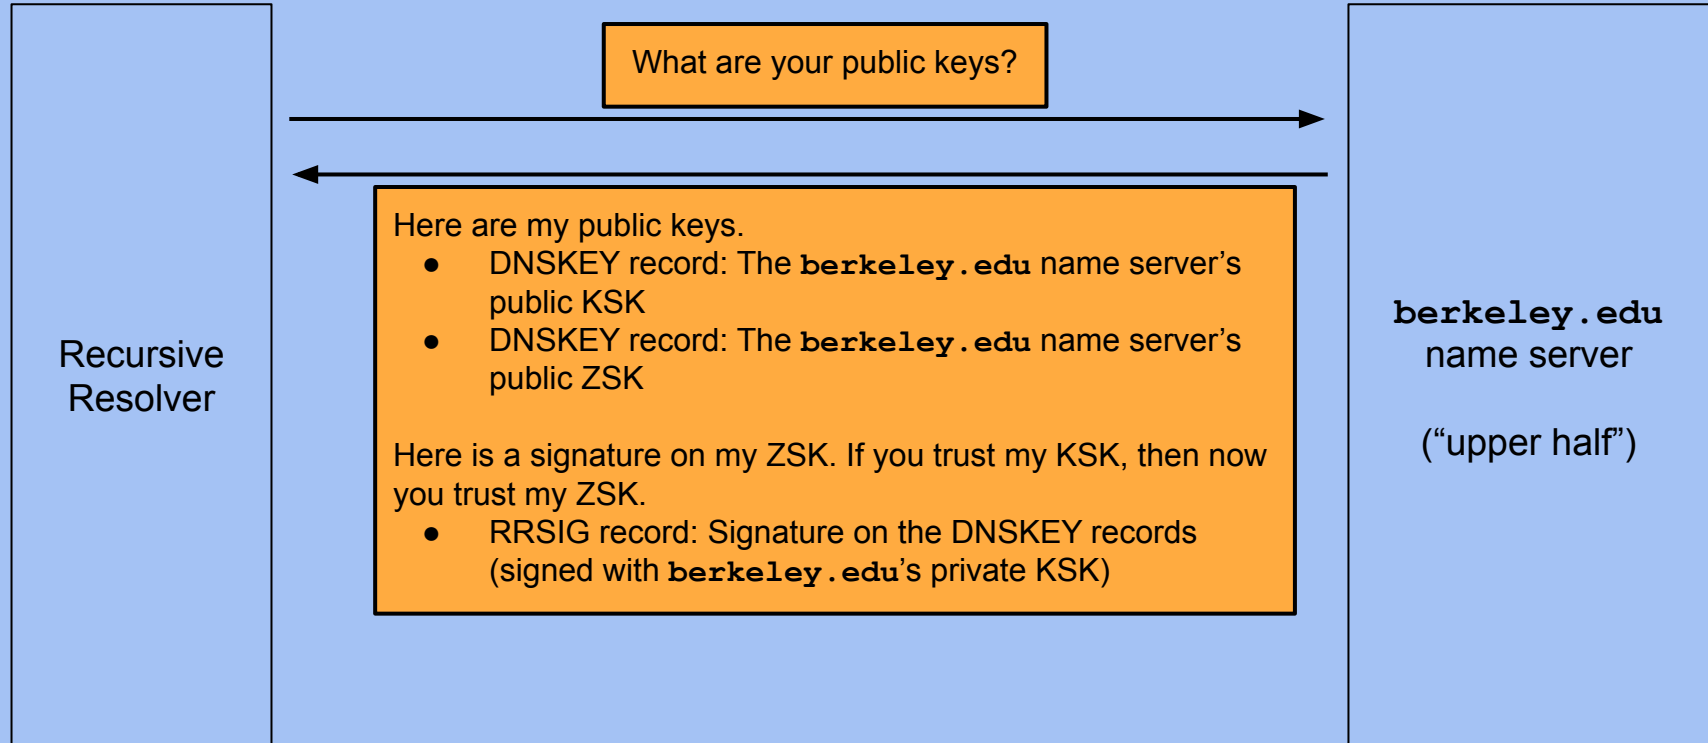 What are your public keys?
Here are my public keys.
● DNSKEY record: The berkeley.edu name server’s
public KSK
● DNSKEY record: The berkeley.edu name server’s
public ZSK
Here is a signature on my ZSK. If you trust my KSK, then now
you trust my ZSK.
● RRSIG record: Signature on the DNSKEY records
(signed with berkeley.edu’s private KSK)
Recursive
Resolver
berkeley.edu
name server
(“upper half”)